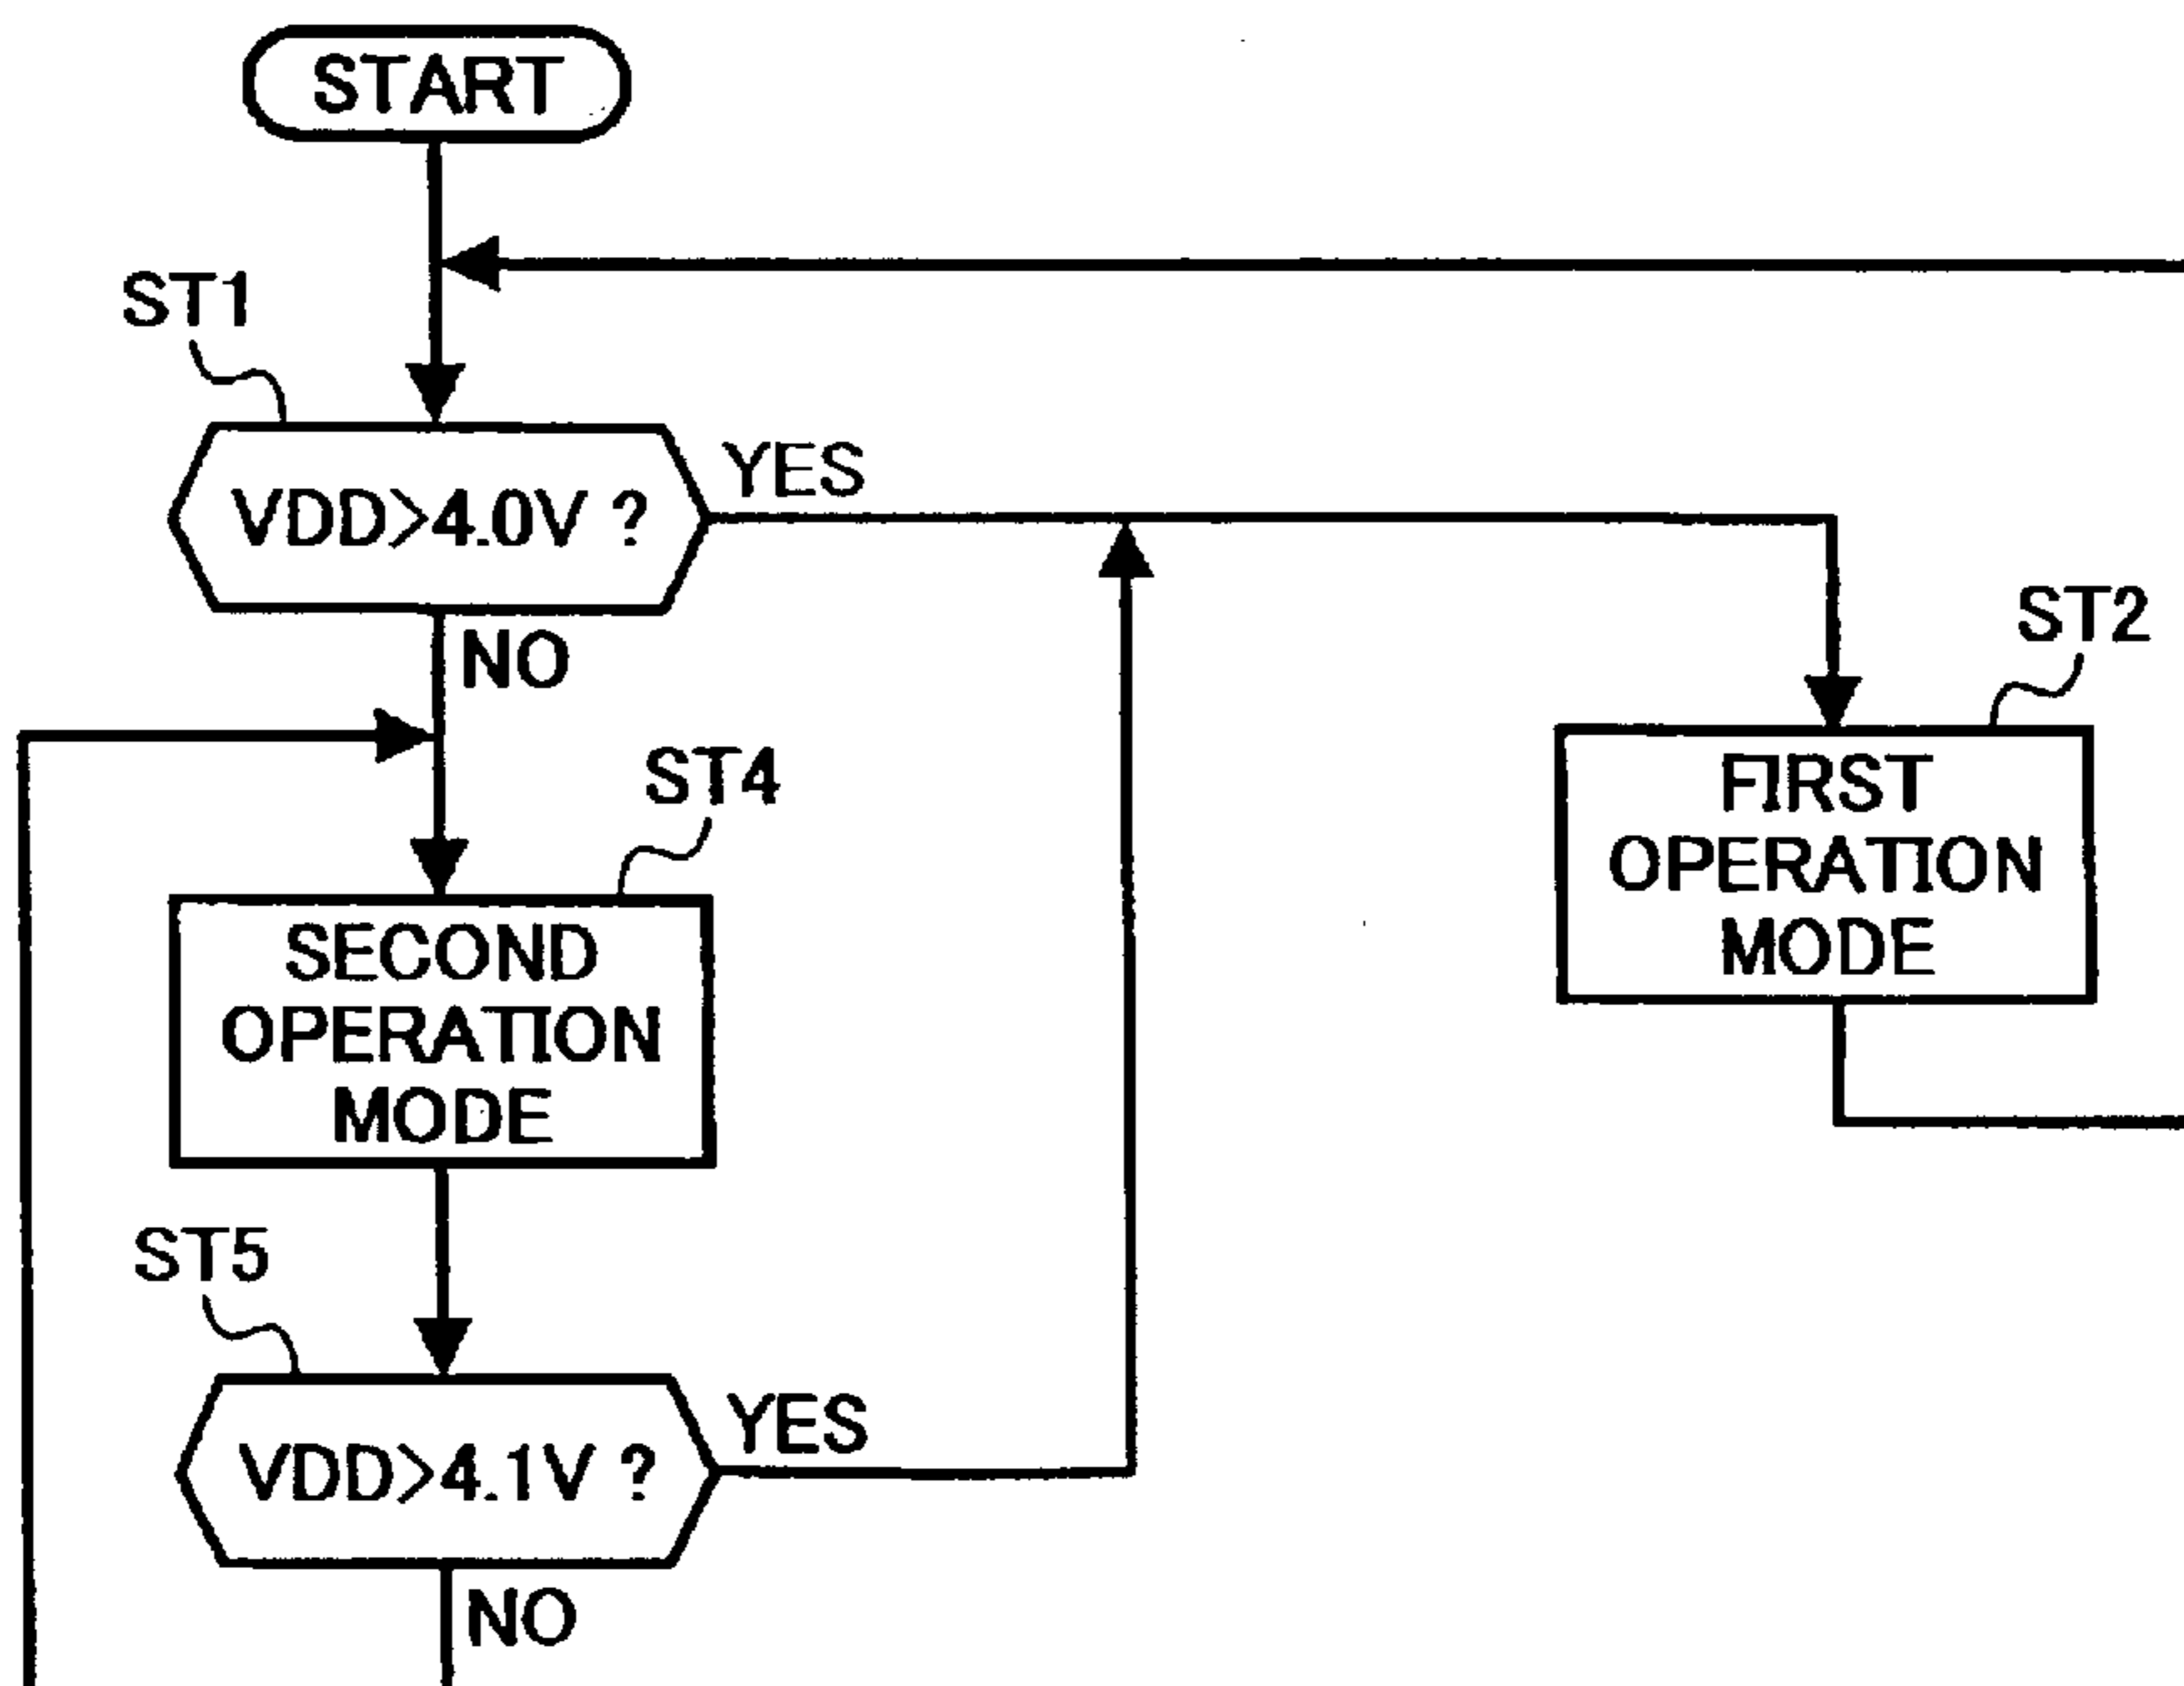 START
ST1
VDD>4.0V ?
YES
NO
ST2
FIRST
OPERATION
MODE
ST4
SECOND
OPERATION
MODE
ST5
VDD>4.1V ?
YES
NO